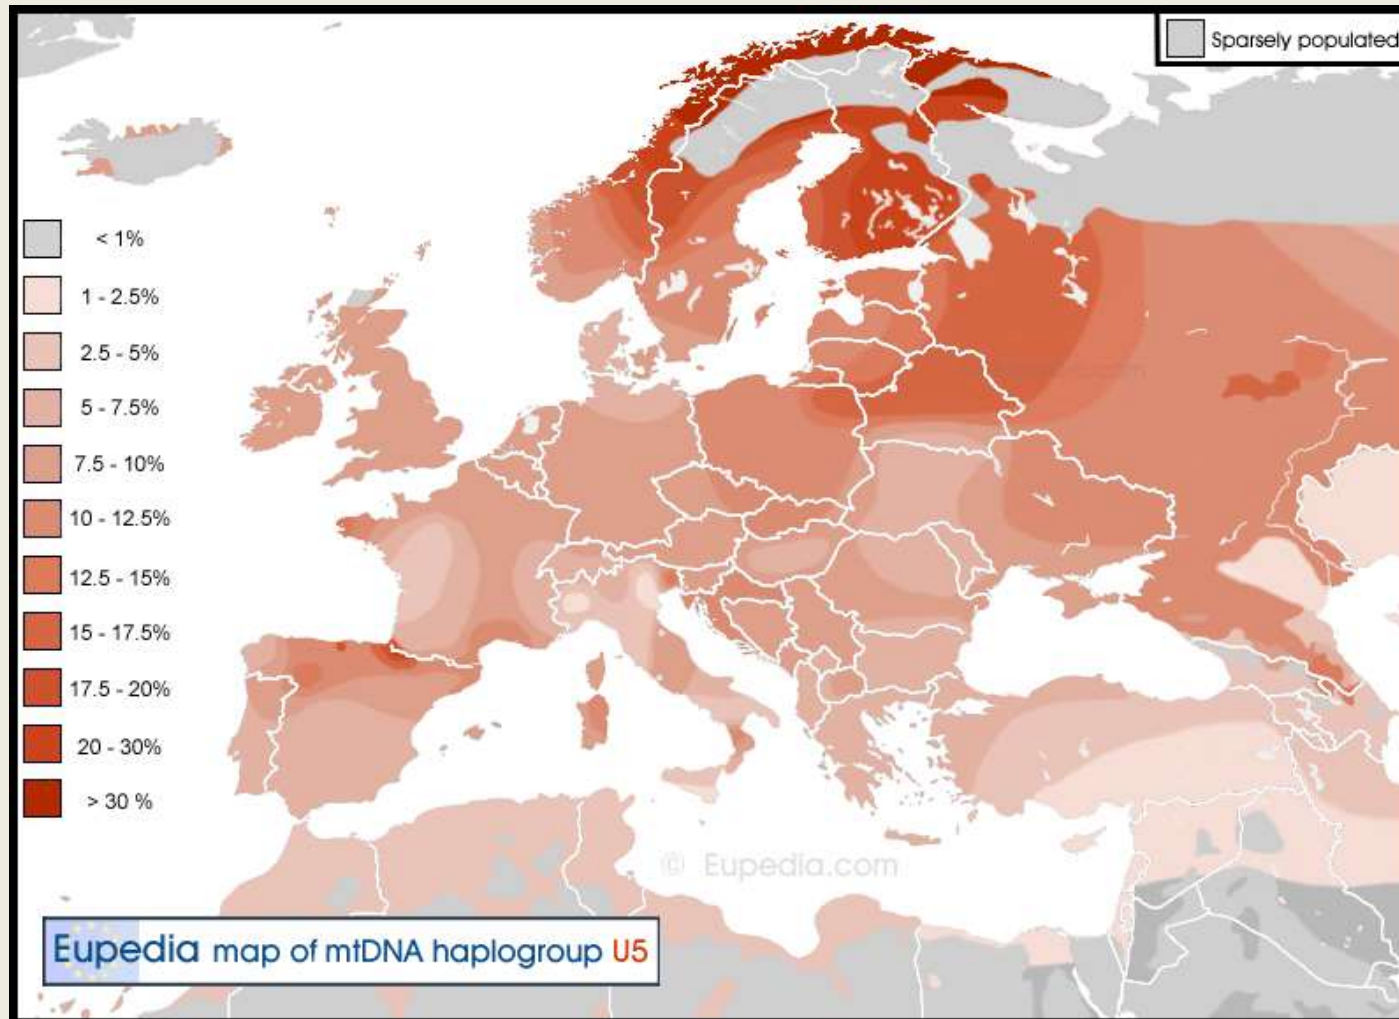 Sparsely populated
< 1%
1 - 2.5%
2.5 - 5%
5 - 7.5%
7.5 - 10%
10 - 12.5%
12.5 - 15%
15 - 17.5%
17.5 - 20%
20 - 30%
> 30 %
© Eupedia.com
Eupedia map of mtDNA haplogroup U5